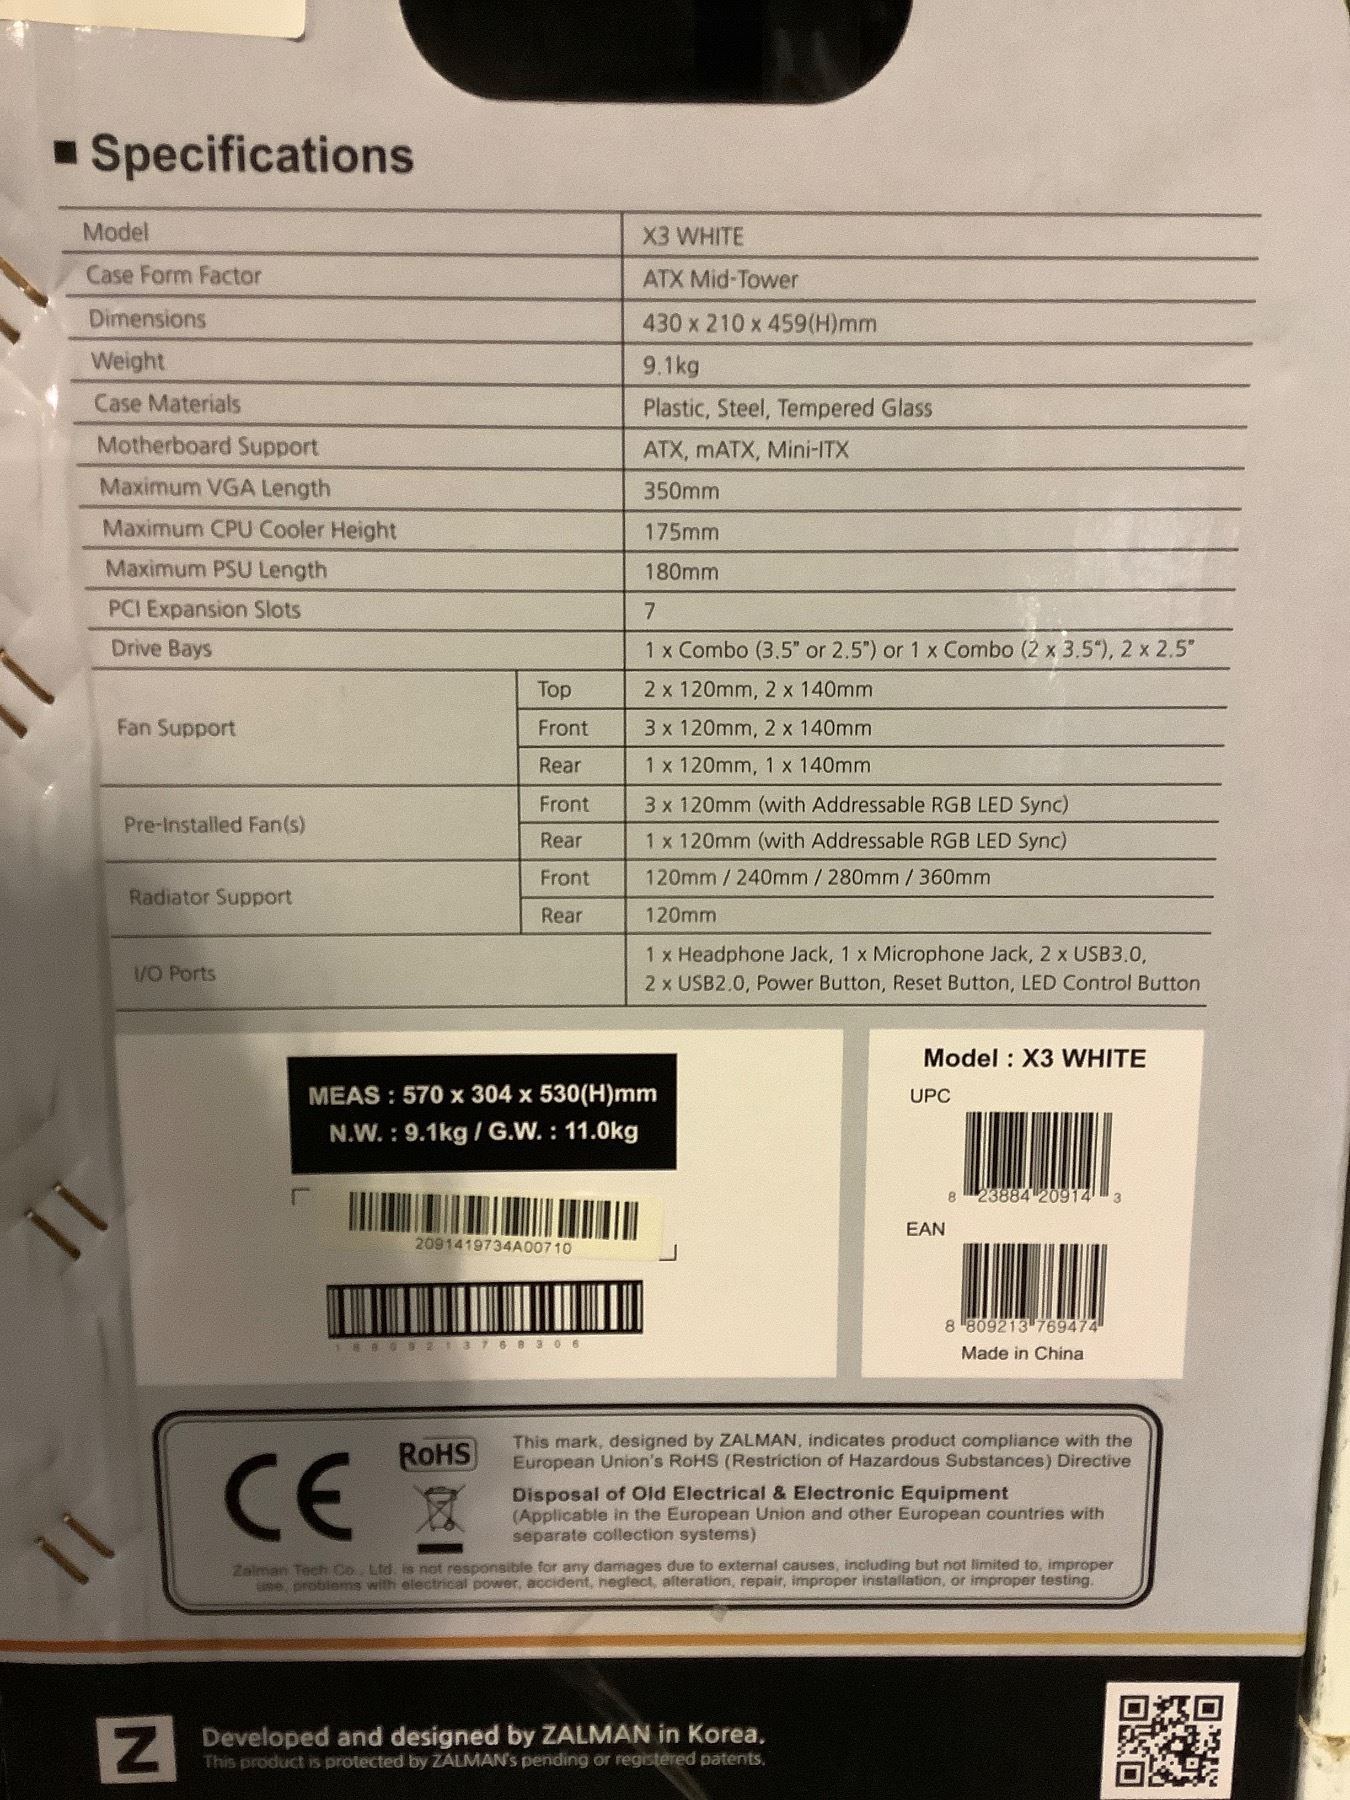 ■ Specifications
Model X3 WHITE
Case Form Factor ATX Mid-Tower
Dimensions 430 x 210 x 459(H)mm
Weight 9.1kg
Case Materials Plastic, Steel, Tempered Glass
Motherboard Support ATX, mATX, Mini-ITX
Maximum VGA Length 350mm
Maximum CPU Cooler Height 175mm
Maximum PSU Length 180mm
PCI Expansion Slots 7
Drive Bays 1 x Combo (3.5" or 2.5") or 1 x Combo (2 x 3.5"), 2 x 2.5"
Fan Support Top 2 x 120mm, 2 x 140mm
Front 3 x 120mm, 2 x 140mm
Rear 1 x 120mm, 1 x 140mm
Pre-Installed Fan(s) Front 3 x 120mm (with Addressable RGB LED Sync)
Rear 1 x 120mm (with Addressable RGB LED Sync)
Radiator Support Front 120mm / 240mm / 280mm / 360mm
Rear 120mm
I/O Ports 1 x Headphone Jack, 1 x Microphone Jack, 2 x USB3.0,
2 x USB2.0, Power Button, Reset Button, LED Control Button
MEAS : 570 x 304 x 530(H)mm
N.W. : 9.1kg / G.W. : 11.0kg
2091419734A00710
Model : X3 WHITE
UPC
8 23884 20914 3
EAN
8 809213 769474
Made in China
CE
RoHS
This mark, designed by ZALMAN, indicates product compliance with the
European Union's RoHS (Restriction of Hazardous Substances) Directive
Disposal of Old Electrical & Electronic Equipment
(Applicable in the European Union and other European countries with
separate collection systems)
Zalman Tech Co., Ltd. is not responsible for any damages due to external causes, including but not limited to, improper
use, problems with electrical power, accident, neglect, alteration, repair, improper installation, or improper testing.
Z
Developed and designed by ZALMAN in Korea.
This product is protected by ZALMAN's pending or registered patents.